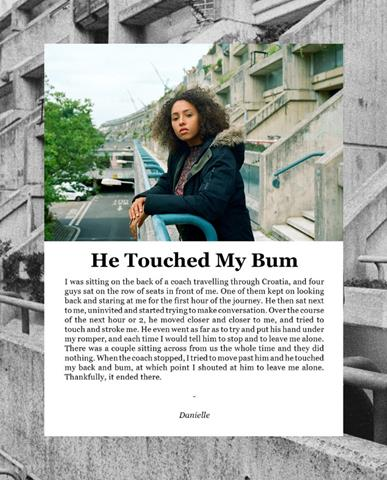 He Touched My Bum
I was sitting on the back of a coach travelling through Croatia, and four
guys sat on the row of seats in front of me. One of them kept on looking
back and staring at me for the first hour of the journey. He then sat next
to me, uninvited and started trying to make conversation. Over the course
of the next hour or 2, he moved closer and closer to me, and tried to
touch and stroke me. He even went as far as to try and put his hand under
my romper, and each time I would tell him to stop and to leave me alone.
There was a couple sitting across from us the whole time and they did
nothing. When the coach stopped, I tried to move past him and he touched
my back and bum, at which point I shouted at him to leave me alone.
Thankfully, it ended there.
-
Danielle